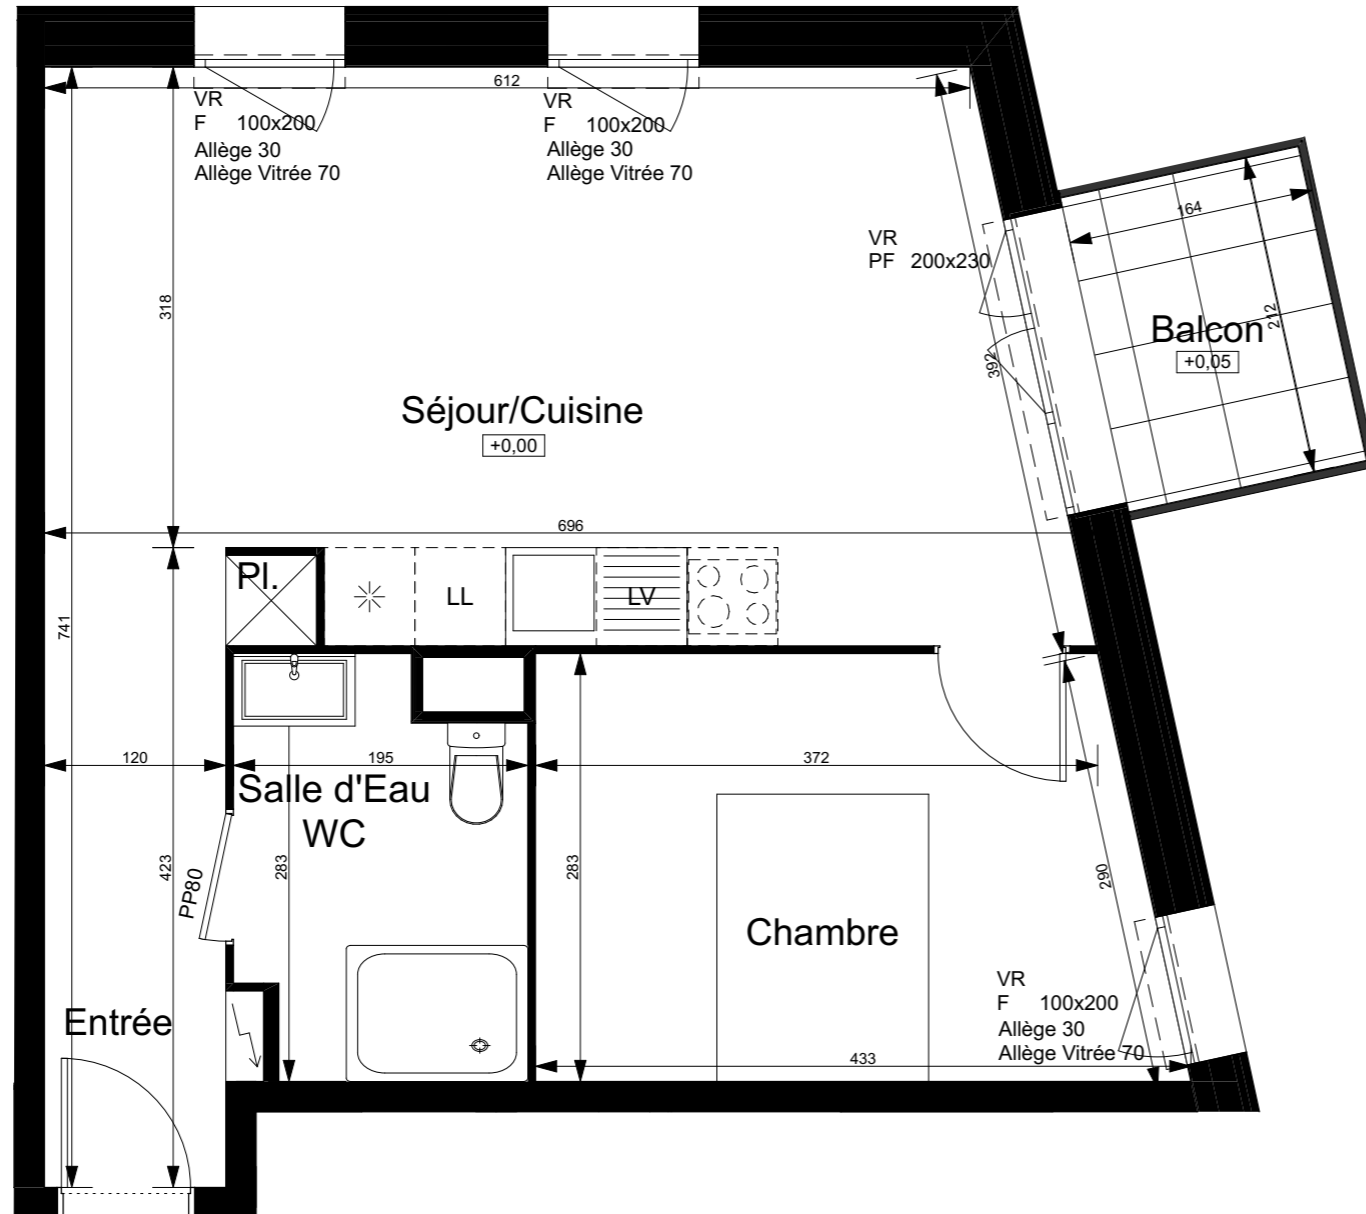 612
VR
F 100x200
Allège 30
Allège Vitrée 70
VR
F 100x200
Allège 30
Allège Vitrée 70
164
VR
PF 200x230
318
212
Balcon
+0,05
392
Séjour/Cuisine
+0,00
696
Pl.
LL
LV
741
120
195
372
Salle d'Eau
WC
423
PP80
283
283
290
Chambre
VR
F 100x200
Allège 30
Allège Vitrée 70
Entrée
433